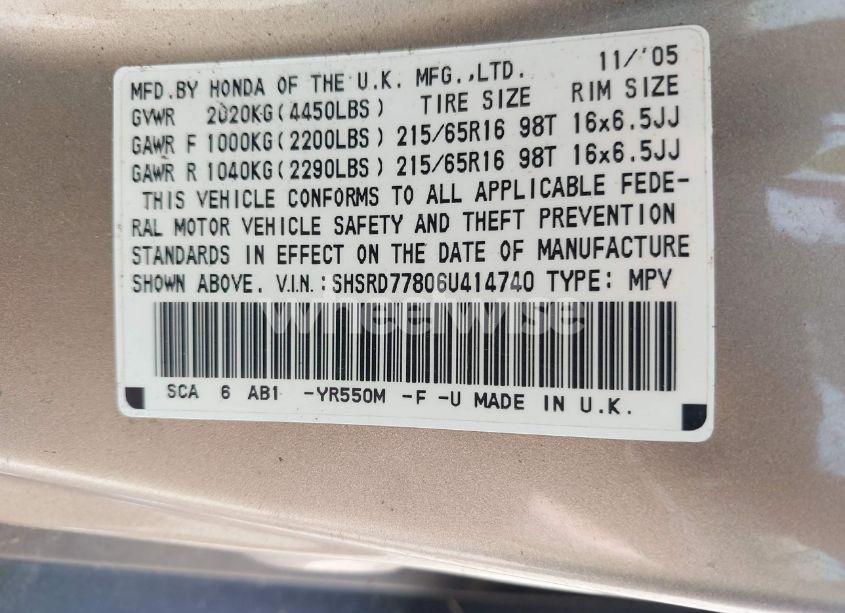 MFD.BY HONDA OF THE U.K. MFG.,LTD. 11/'05
GVWR 2020KG(4450LBS) TIRE SIZE RIM SIZE
GAWR F 1000KG(2200LBS) 215/65R16 98T 16x6.5JJ
GAWR R 1040KG(2290LBS) 215/65R16 98T 16x6.5JJ
THIS VEHICLE CONFORMS TO ALL APPLICABLE FEDE-
RAL MOTOR VEHICLE SAFETY AND THEFT PREVENTION
STANDARDS IN EFFECT ON THE DATE OF MANUFACTURE
SHOWN ABOVE. V.I.N.:SHSRD77806U414740 TYPE: MPV
wheelwise
SCA 6 AB1 -YR550M -F -U MADE IN U.K.